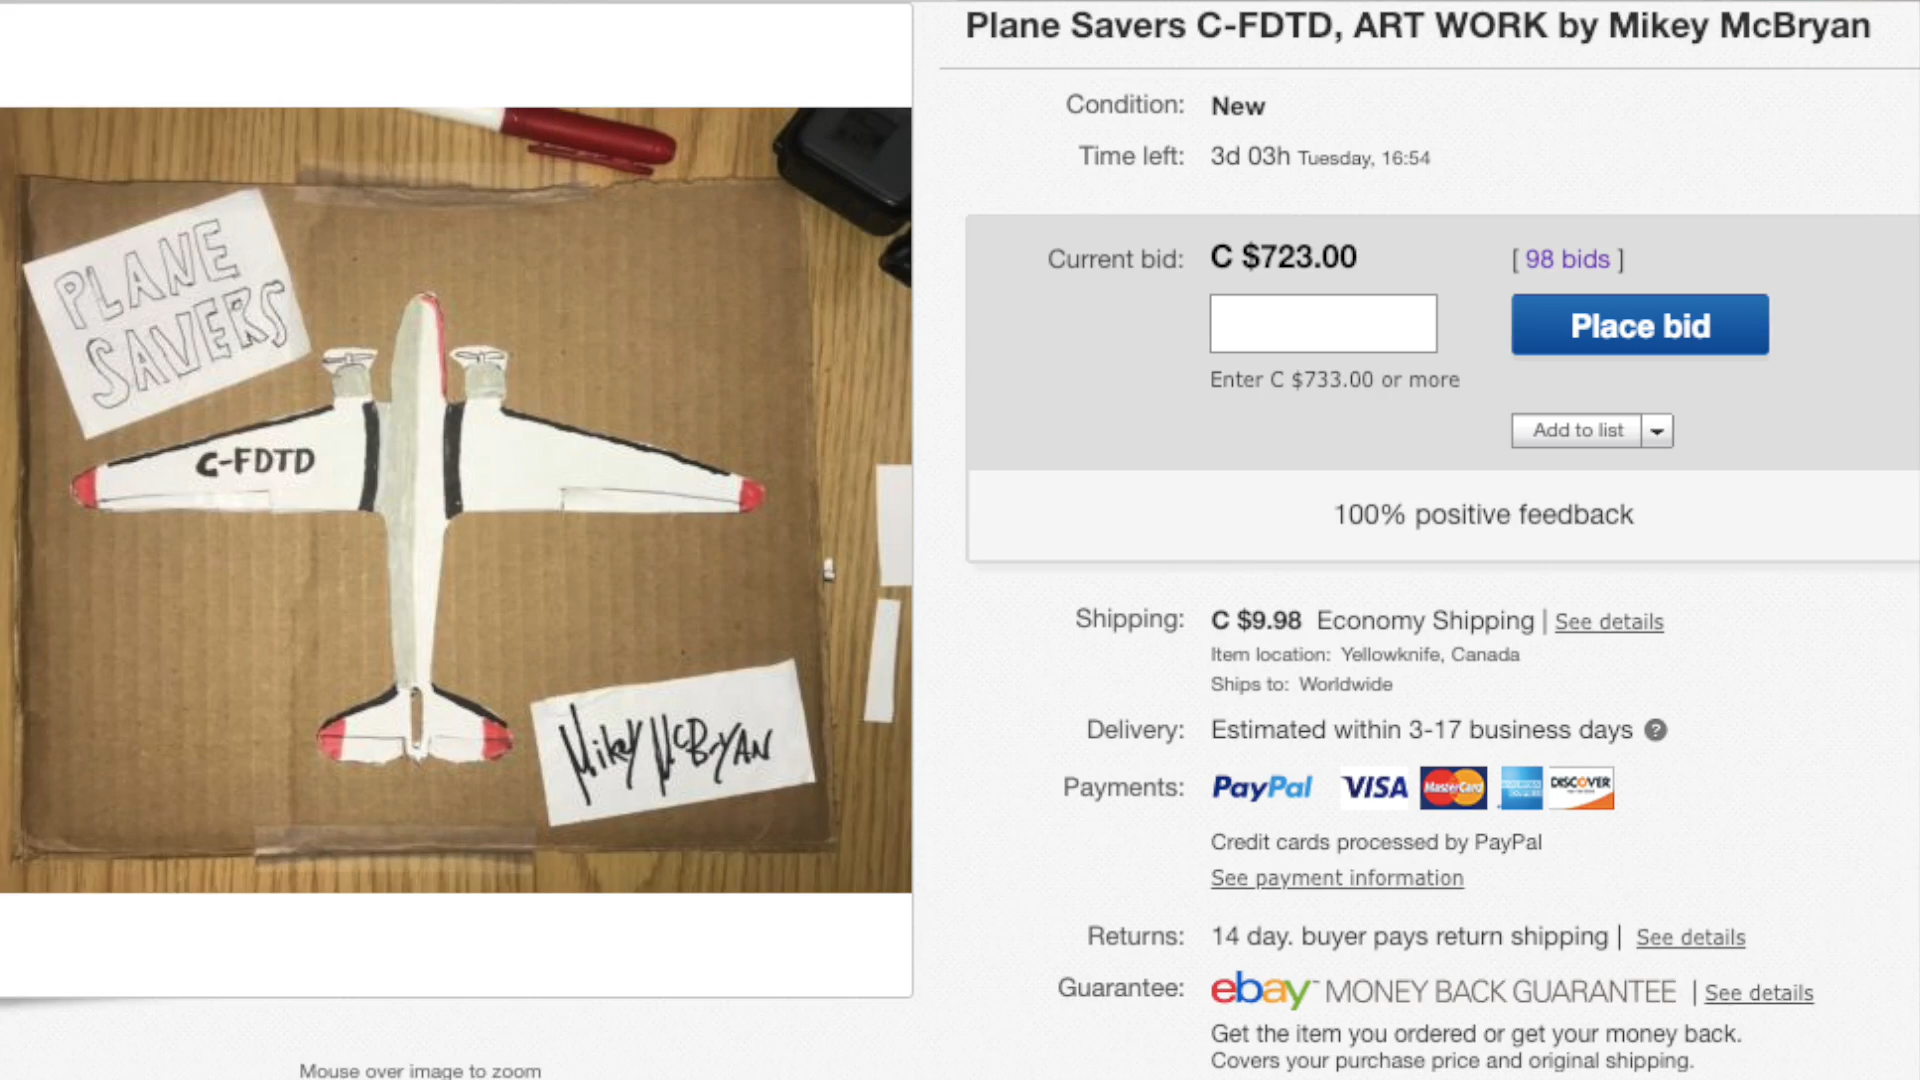 Plane Savers C-FDTD, ART WORK by Mikey McBryan
PLANE
SAVERS
C-FDTD
Mikey McBryan
Mouse over image to zoom
Condition: New
Time left: 3d 03h Tuesday, 16:54
Current bid: C $723.00 [ 98 bids ]
Place bid
Enter C $733.00 or more
Add to list
100% positive feedback
Shipping: C $9.98 Economy Shipping | See details
Item location: Yellowknife, Canada
Ships to: Worldwide
Delivery: Estimated within 3-17 business days ?
Payments: PayPal VISA MasterCard DISCOVER
Credit cards processed by PayPal
See payment information
Returns: 14 day. buyer pays return shipping | See details
Guarantee: ebay™ MONEY BACK GUARANTEE | See details
Get the item you ordered or get your money back.
Covers your purchase price and original shipping.